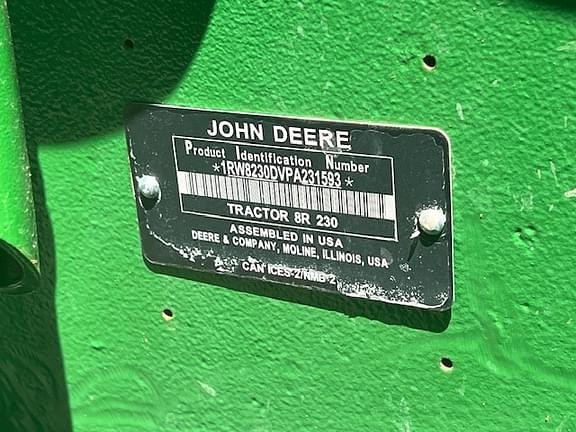 JOHN DEERE
Product Identification Number
*1RW8230DVPA231593*
TRACTOR 8R 230
ASSEMBLED IN USA
DEERE & COMPANY, MOLINE, ILLINOIS, USA
CAN ICES-2/NMB-2